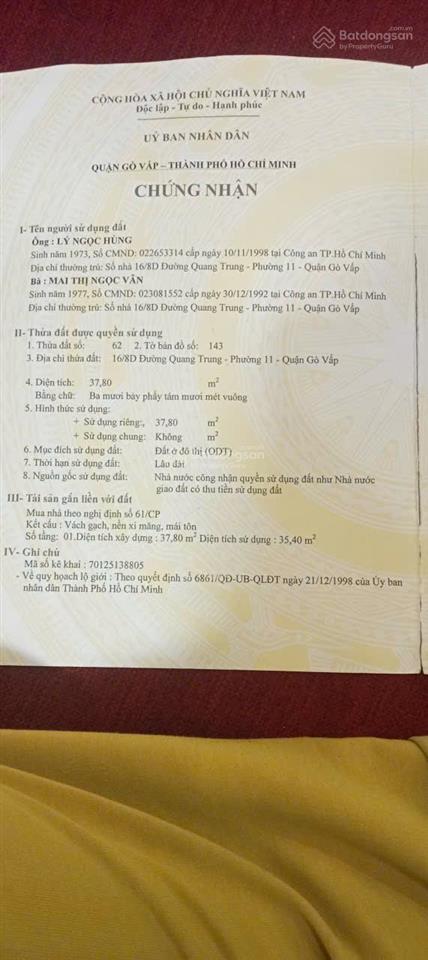 Batdongsan
.com.vn
by PropertyGuru
CỘNG HÒA XÃ HỘI CHỦ NGHĨA VIỆT NAM
Độc lập - Tự do - Hạnh phúc
UỶ BAN NHÂN DÂN
QUẬN GÒ VẤP – THÀNH PHỐ HỒ CHÍ MINH
CHỨNG NHẬN
I- Tên người sử dụng đất
Ông : LÝ NGỌC HÙNG
Sinh năm 1973, Số CMND: 022653314 cấp ngày 10/11/1998 tại Công an TP.Hồ Chí Minh
Địa chỉ thường trú: Số nhà 16/8D Đường Quang Trung - Phường 11 - Quận Gò Vấp
Bà : MAI THỊ NGỌC VÂN
Sinh năm 1977, Số CMND: 023081552 cấp ngày 30/12/1992 tại Công an TP.Hồ Chí Minh
Địa chỉ thường trú: Số nhà 16/8D Đường Quang Trung - Phường 11 - Quận Gò Vấp
II- Thửa đất được quyền sử dụng
1. Thửa đất số: 62 2. Tờ bản đồ số: 143
3. Địa chỉ thửa đất: 16/8D Đường Quang Trung - Phường 11 - Quận Gò Vấp
4. Diện tích: 37,80 m²
Bằng chữ: Ba mươi bảy phẩy tám mươi mét vuông
5. Hình thức sử dụng:
+ Sử dụng riêng:, 37,80 m²
+ Sử dụng chung: Không m²
6. Mục đích sử dụng đất: Đất ở đô thị (ODT)
7. Thời hạn sử dụng đất: Lâu dài
8. Nguồn gốc sử dụng đất: Nhà nước công nhận quyền sử dụng đất như Nhà nước
giao đất có thu tiền sử dụng đất
III- Tài sản gắn liền với đất
Mua nhà theo nghị định số 61/CP
Kết cấu : Vách gạch, nền xi măng, mái tôn
Số tầng: 01.Diện tích xây dựng : 37,80 m² Diện tích sử dụng : 35,40 m²
IV- Ghi chú
Mã số kê khai : 70125138805
- Về quy hoạch lộ giới : Theo quyết định số 6861/QĐ-UB-QLĐT ngày 21/12/1998 của Ủy ban
nhân dân Thành Phố Hồ Chí Minh